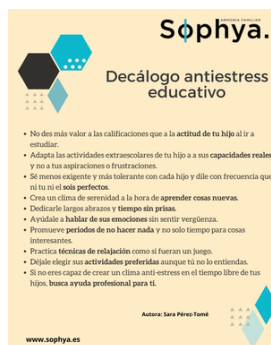 ARMONÍA FAMILIAR
Sophya.
Decálogo antiestress
educativo
No des más valor a las calificaciones que a la actitud de tu hijo al ir a
estudiar.
Adapta las actividades extraescolares de tu hijo a a sus capacidades reales
y no a tus aspiraciones o frustraciones.
Sé menos exigente y más tolerante con cada hijo y dile con frecuencia que
ni tu ni el sois perfectos.
Crea un clima de serenidad a la hora de aprender cosas nuevas.
Dedicarle largos abrazos y tiempo sin prisas.
Ayúdale a hablar de sus emociones sin sentir vergüenza.
Promueve periodos de no hacer nada y no solo tiempo para cosas
interesantes.
Practica técnicas de relajación como si fueran un juego.
Déjale elegir sus actividades preferidas aunque tú no lo entiendas.
Si no eres capaz de crear un clima anti-estress en el tiempo libre de tus
hijos, busca ayuda profesional para ti.
Autora: Sara Pérez-Tomé
www.sophya.es